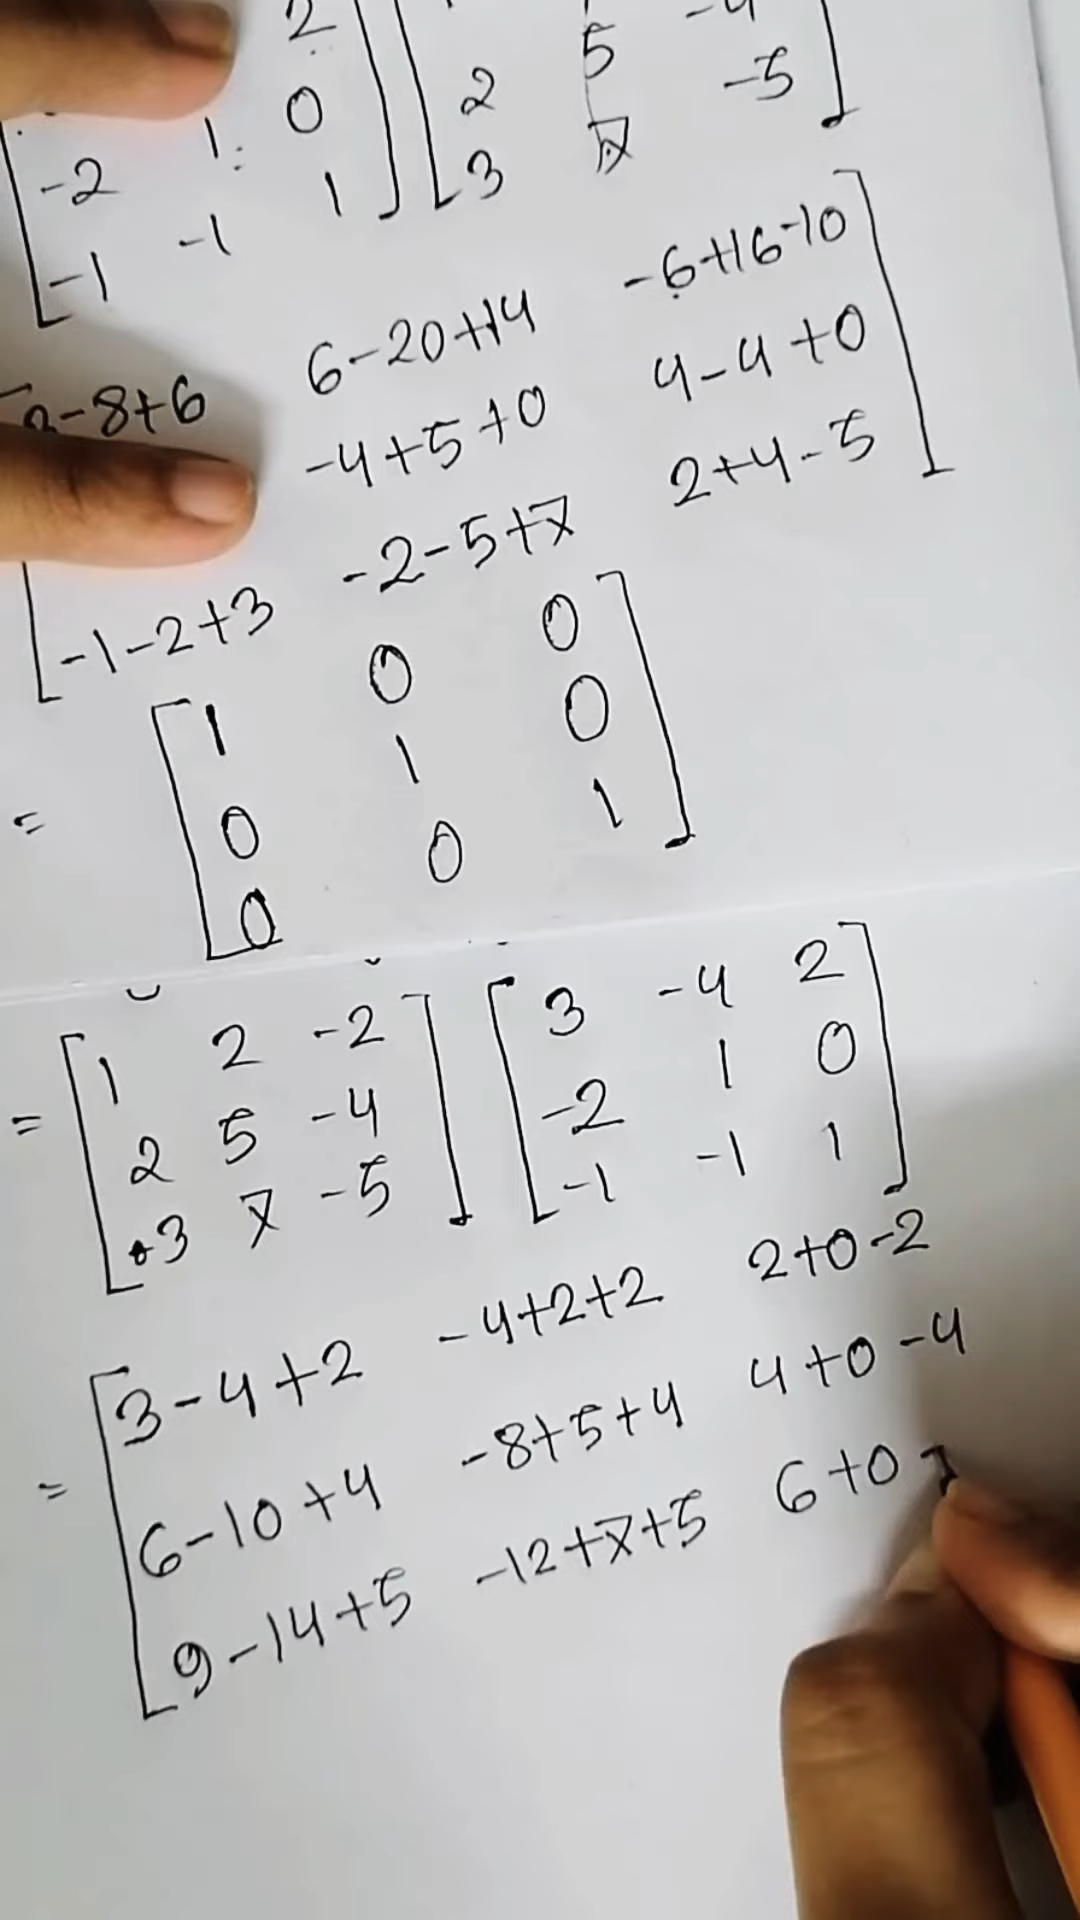 2
5 -4
-2 1 0 2 -5
-1 -1 1 3 7
-8+6 6-20+14 -6+16-10
-4+5+0 4-4+0
-1-2+3 -2-5+7 2+4-5
= [1 0 0
0 1 0
0 0 1]
= [1 2 -2] [3 -4 2]
[2 5 -4] [-2 1 0]
[3 7 -5] [-1 -1 1]
= [3-4+2 -4+2+2 2+0-2
6-10+4 -8+5+4 4+0-4
9-14+5 -12+7+5 6+0